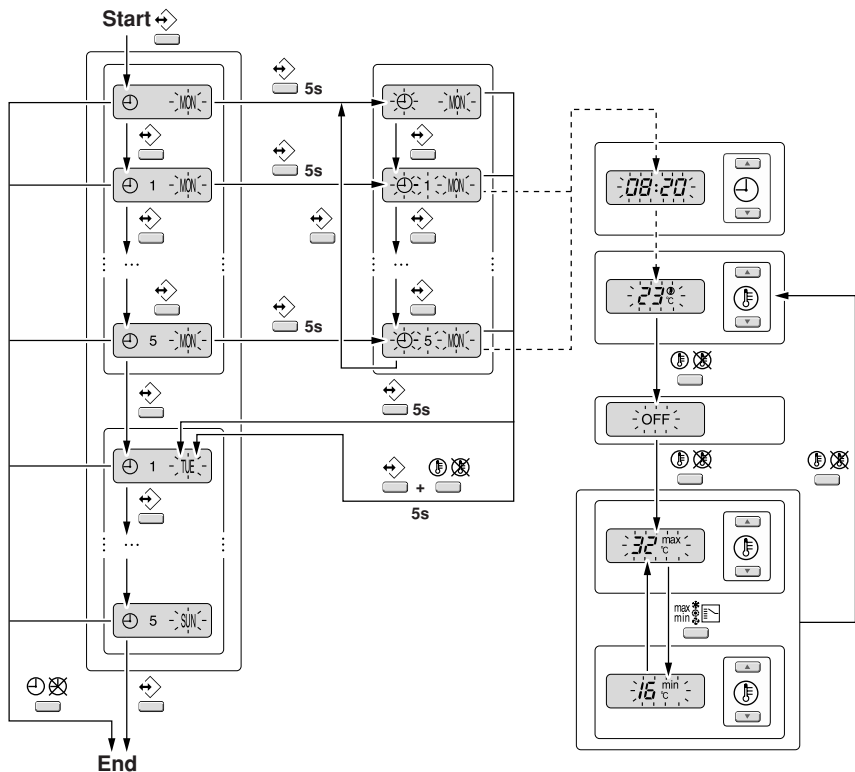 Start
MON
5s
MON
1 MON
5s
1 MON
08:20
...
...
23 °C
5 MON
5s
5 MON
5s
OFF
1 TUE
+
5s
...
32 max °C
max
min
5 SUN
16 min °C
End